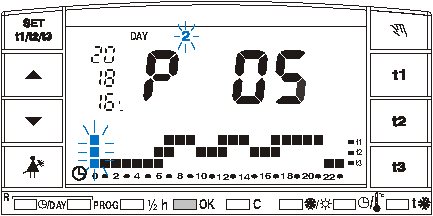 SET
t1/t2/t3
DAY 2
20
18
16
P 05
t1
t2
t3
t1
t2
t3
0 2 4 6 8 10 12 14 16 18 20 22
R /DAY PROG ½ h OK C / / °C t